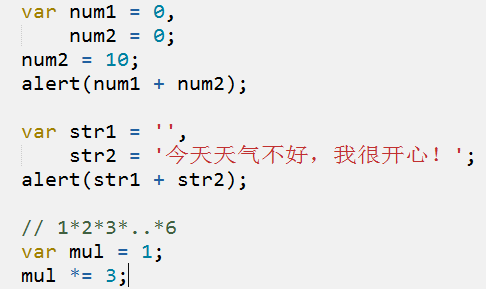 var num1 = 0,
    num2 = 0;
num2 = 10;
alert(num1 + num2);

var str1 = '',
    str2 = '今天天气不好，我很开心！';
alert(str1 + str2);

// 1*2*3*..*6
var mul = 1;
mul *= 3;